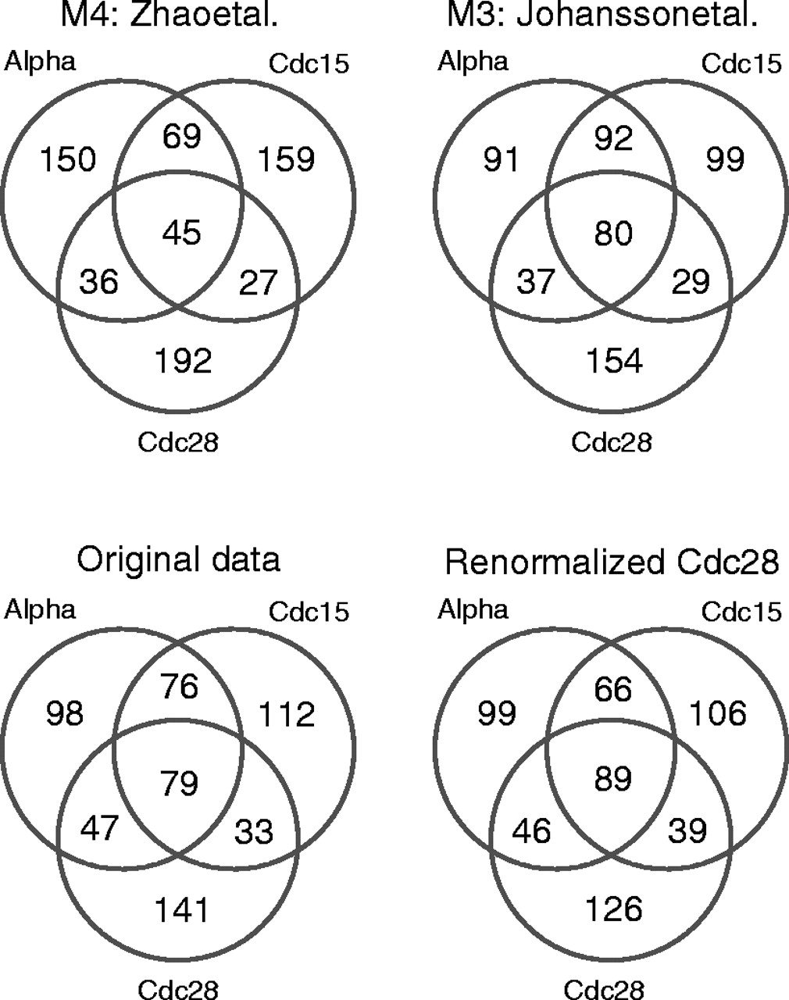 M4: Zhaoetal.
Alpha
Cdc15
69
150
159
45
36
27
192
Cdc28
M3: Johanssonetal.
Alpha
Cdc15
92
91
99
80
37
29
154
Cdc28
Original data
Alpha
Cdc15
76
98
112
79
47
33
141
Cdc28
Renormalized Cdc28
Alpha
Cdc15
66
99
106
89
46
39
126
Cdc28